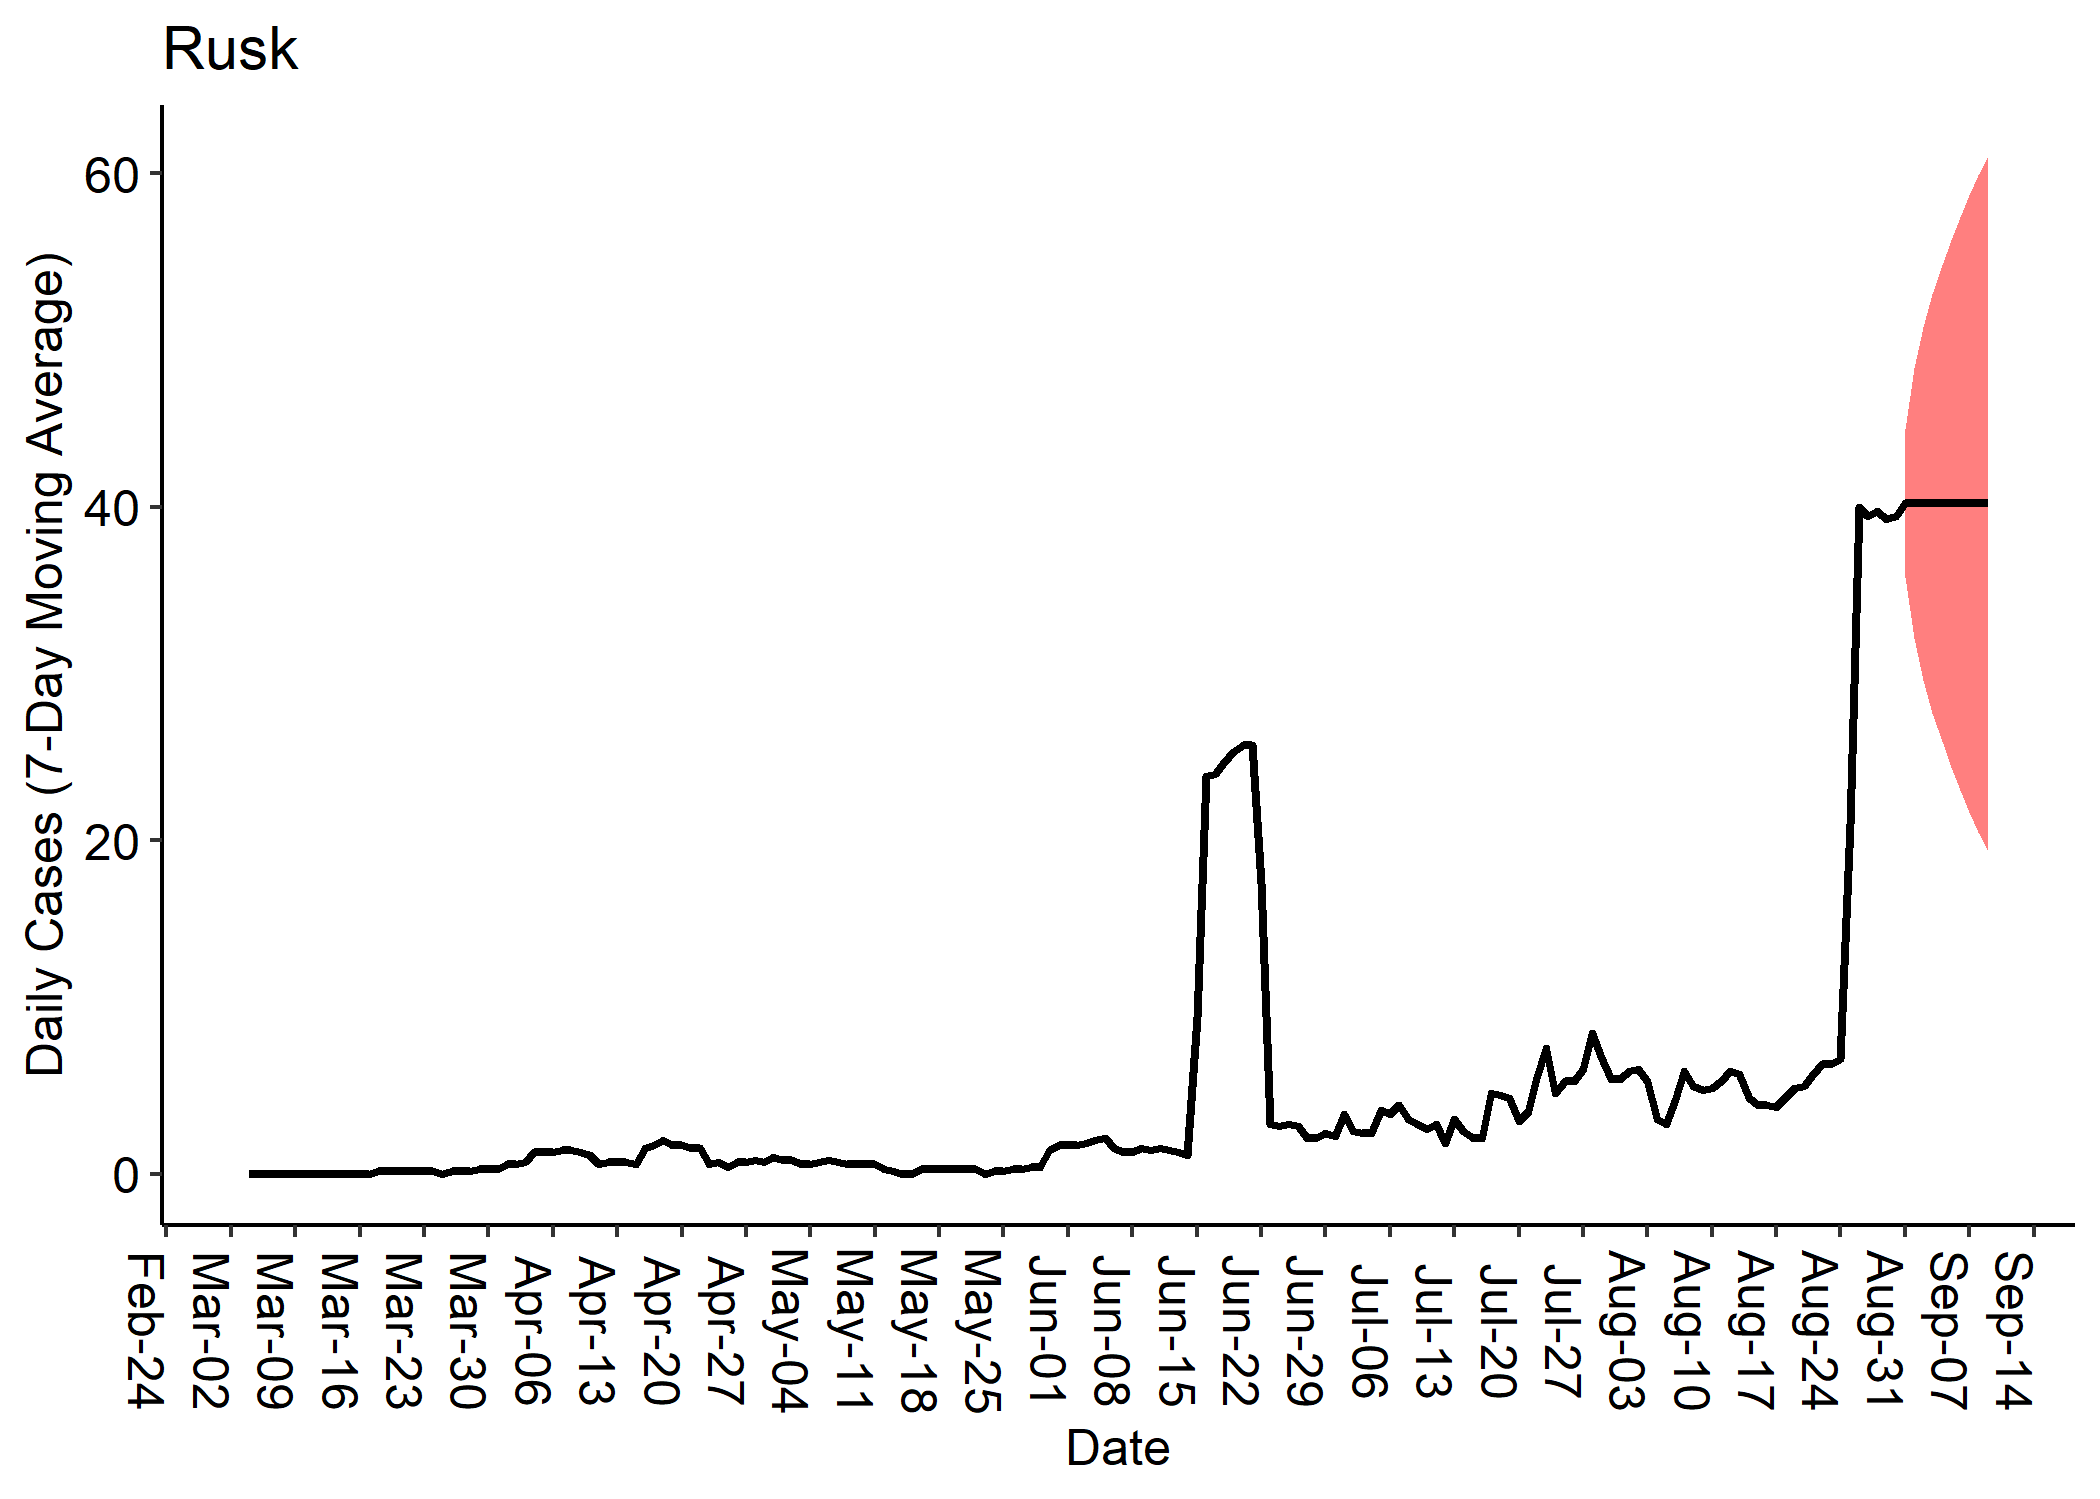 Rusk
Daily Cases (7-Day Moving Average)
60
40
20
0
Feb-24
Mar-02
Mar-09
Mar-16
Mar-23
Mar-30
Apr-06
Apr-13
Apr-20
Apr-27
May-04
May-11
May-18
May-25
Jun-01
Jun-08
Jun-15
Jun-22
Jun-29
Jul-06
Jul-13
Jul-20
Jul-27
Aug-03
Aug-10
Aug-17
Aug-24
Aug-31
Sep-07
Sep-14
Date